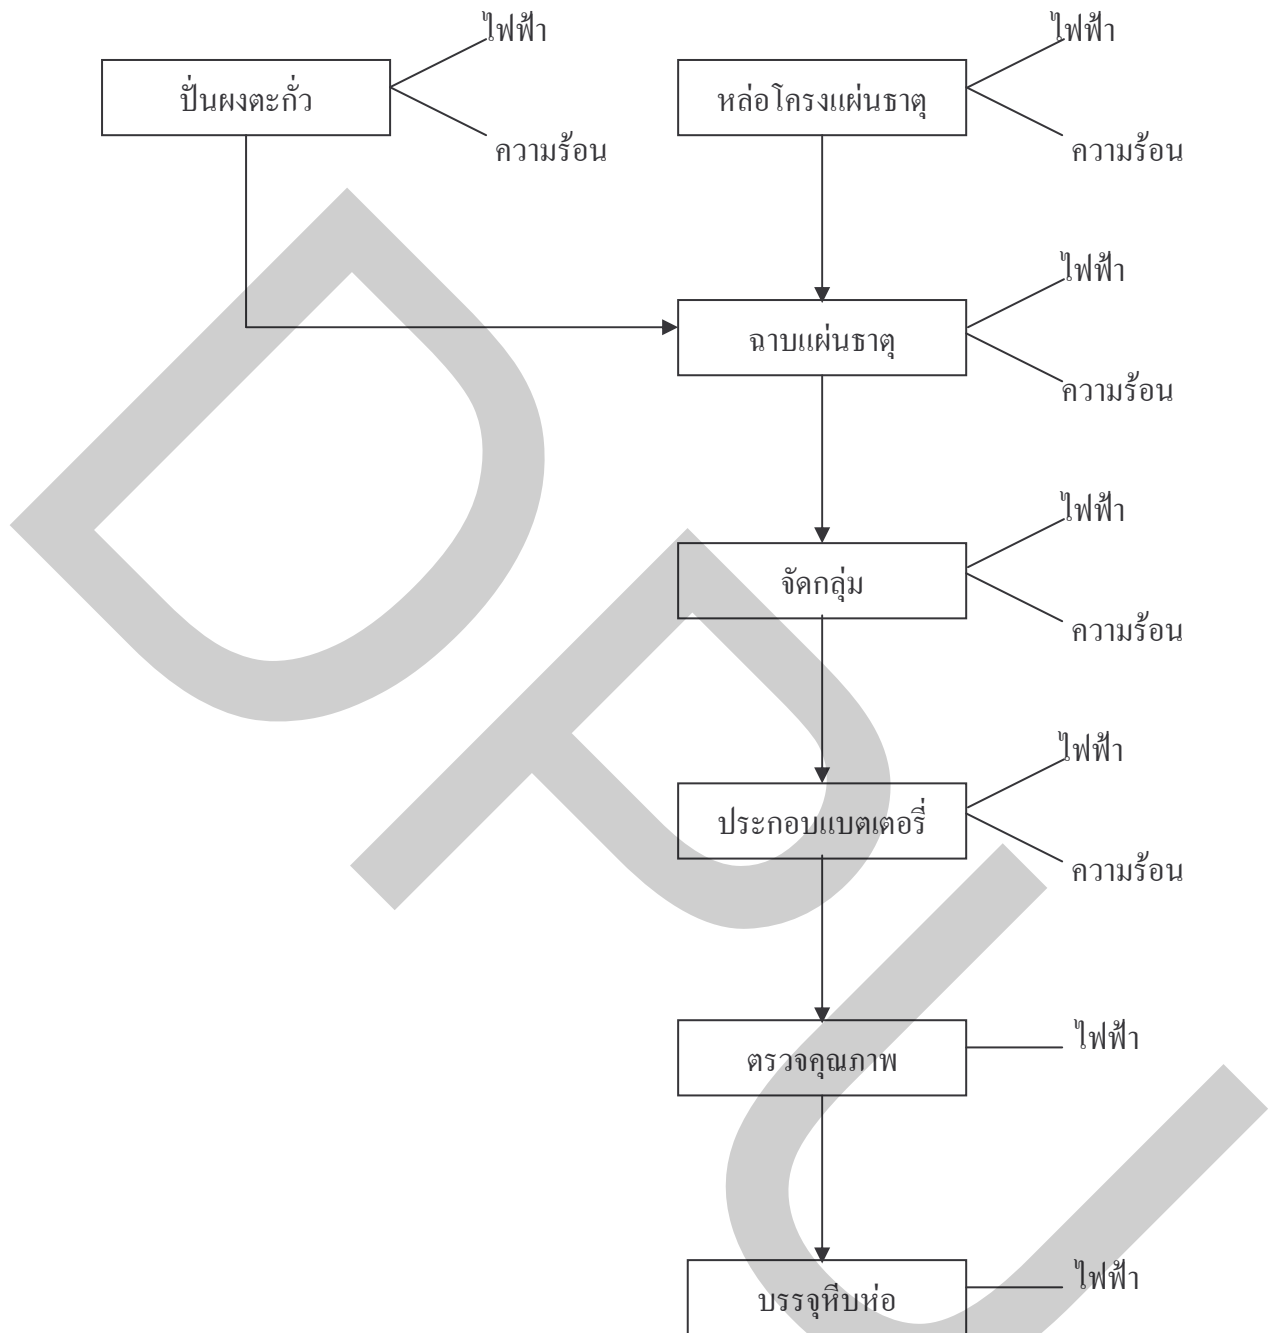 ไฟฟ้า
ไฟฟ้า
ปั่นผงตะกั่ว
หล่อโครงแผ่นธาตุ
ความร้อน
ความร้อน
ไฟฟ้า
ฉาบแผ่นธาตุ
ความร้อน
ไฟฟ้า
จัดกลุ่ม
ความร้อน
ไฟฟ้า
ประกอบแบตเตอรี่
ความร้อน
ไฟฟ้า
ตรวจคุณภาพ
ไฟฟ้า
บรรจุหีบห่อ
DPU